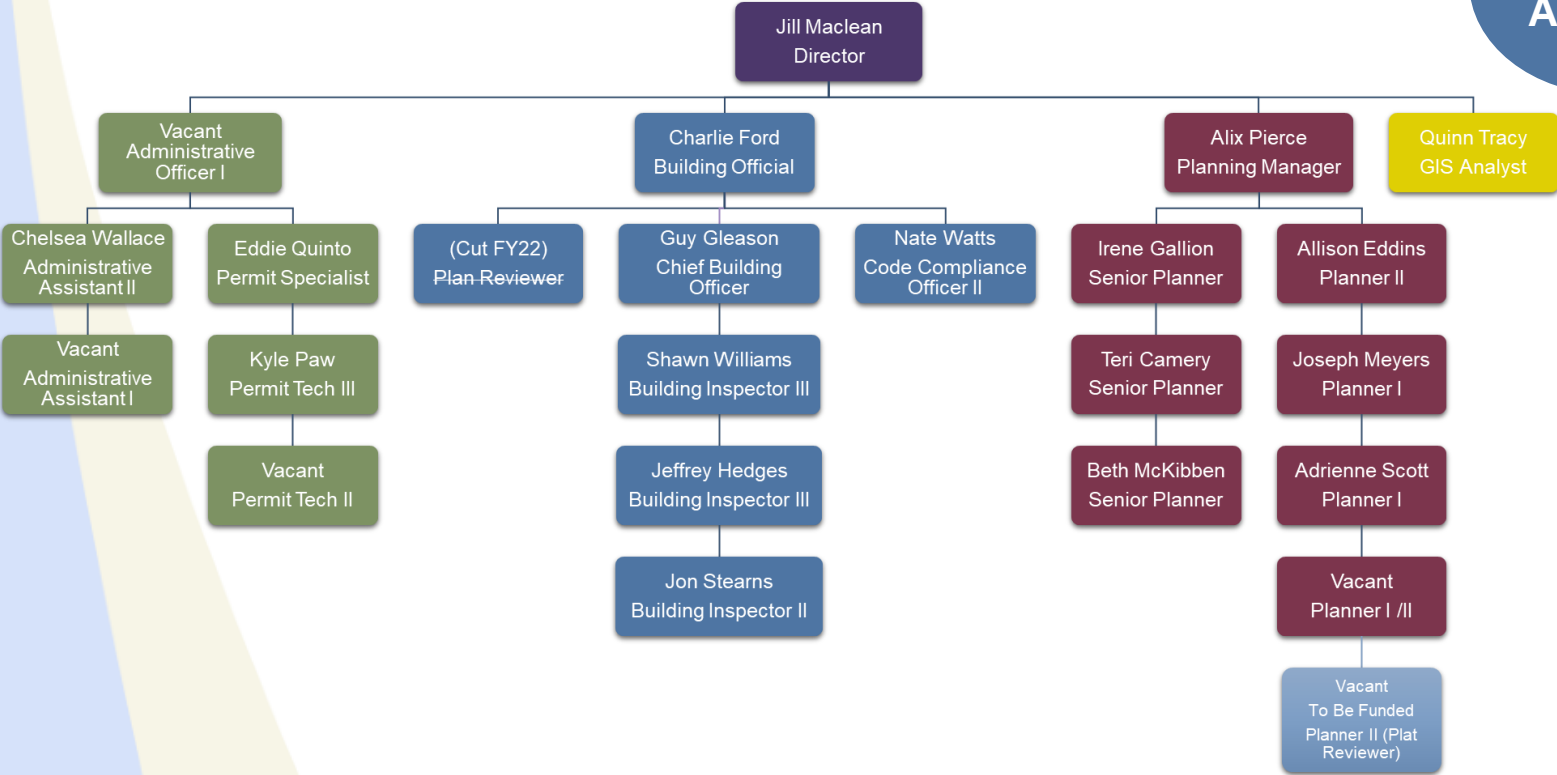 A
Jill Maclean
Director
Vacant
Administrative
Officer I
Charlie Ford
Building Official
Alix Pierce
Planning Manager
Quinn Tracy
GIS Analyst
Chelsea Wallace
Administrative
Assistant II
Eddie Quinto
Permit Specialist
(Cut FY22)
Plan Reviewer
Guy Gleason
Chief Building
Officer
Nate Watts
Code Compliance
Officer II
Irene Gallion
Senior Planner
Allison Eddins
Planner II
Vacant
Administrative
Assistant I
Kyle Paw
Permit Tech III
Shawn Williams
Building Inspector III
Teri Camery
Senior Planner
Joseph Meyers
Planner I
Vacant
Permit Tech II
Jeffrey Hedges
Building Inspector III
Beth McKibben
Senior Planner
Adrienne Scott
Planner I
Jon Stearns
Building Inspector II
Vacant
Planner I /II
Vacant
To Be Funded
Planner II (Plat
Reviewer)